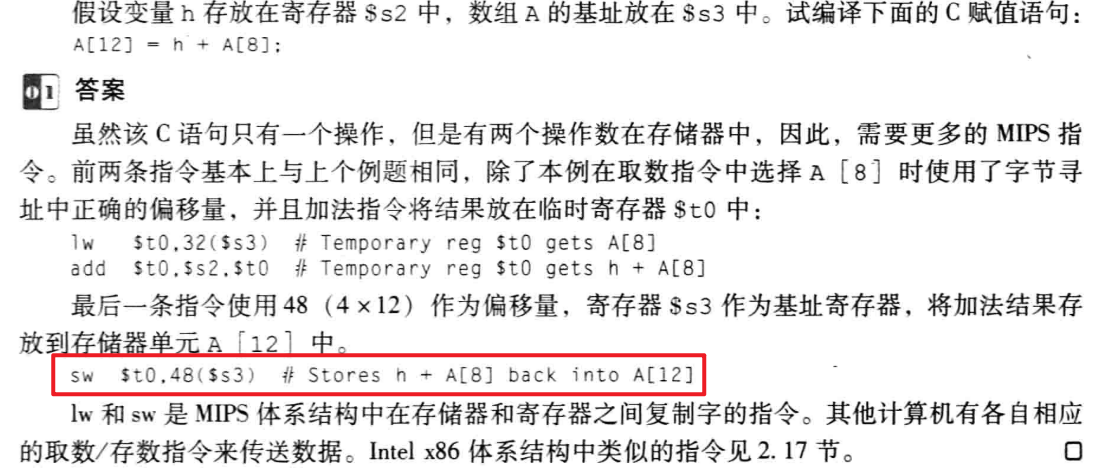 假设变量 h 存放在寄存器 $s2 中，数组 A 的基址放在 $s3 中。试编译下面的 C 赋值语句：
A[12] = h + A[8];
01 答案
虽然该 C 语句只有一个操作，但是有两个操作数在存储器中，因此，需要更多的 MIPS 指
令。前两条指令基本上与上个例题相同，除了本例在取数指令中选择 A [8] 时使用了字节寻
址中正确的偏移量，并且加法指令将结果放在临时寄存器 $t0 中：
lw $t0,32($s3) # Temporary reg $t0 gets A[8]
add $t0,$s2,$t0 # Temporary reg $t0 gets h + A[8]
最后一条指令使用 48（4×12）作为偏移量，寄存器 $s3 作为基址寄存器，将加法结果存
放到存储器单元 A [12] 中。
sw $t0,48($s3) # Stores h + A[8] back into A[12]
lw 和 sw 是 MIPS 体系结构中在存储器和寄存器之间复制字的指令。其他计算机有各自相应
的取数/存数指令来传送数据。Intel x86 体系结构中类似的指令见 2.17 节。